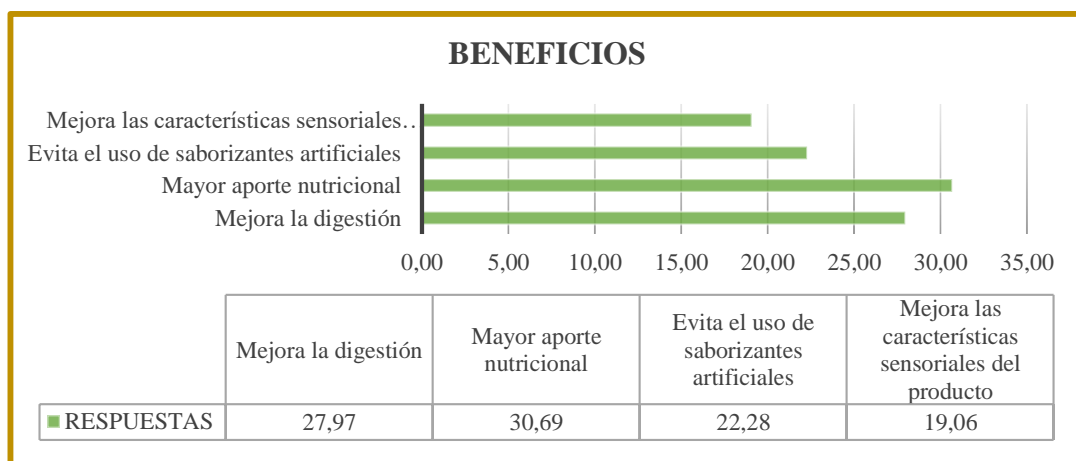 BENEFICIOS
Mejora las características sensoriales..
Evita el uso de saborizantes artificiales
Mayor aporte nutricional
Mejora la digestión
0,00 5,00 10,00 15,00 20,00 25,00 30,00 35,00
Mejora la digestión
Mayor aporte
nutricional
Evita el uso de
saborizantes
artificiales
Mejora las
características
sensoriales del
producto
RESPUESTAS 27,97 30,69 22,28 19,06